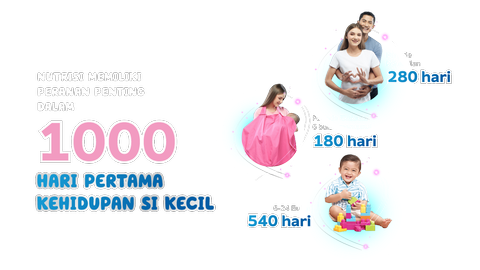 NUTRISI MEMILIKI
PERANAN PENTING
DALAM
1000
HARI PERTAMA
KEHIDUPAN SI KECIL
280 hari
180 hari
540 hari